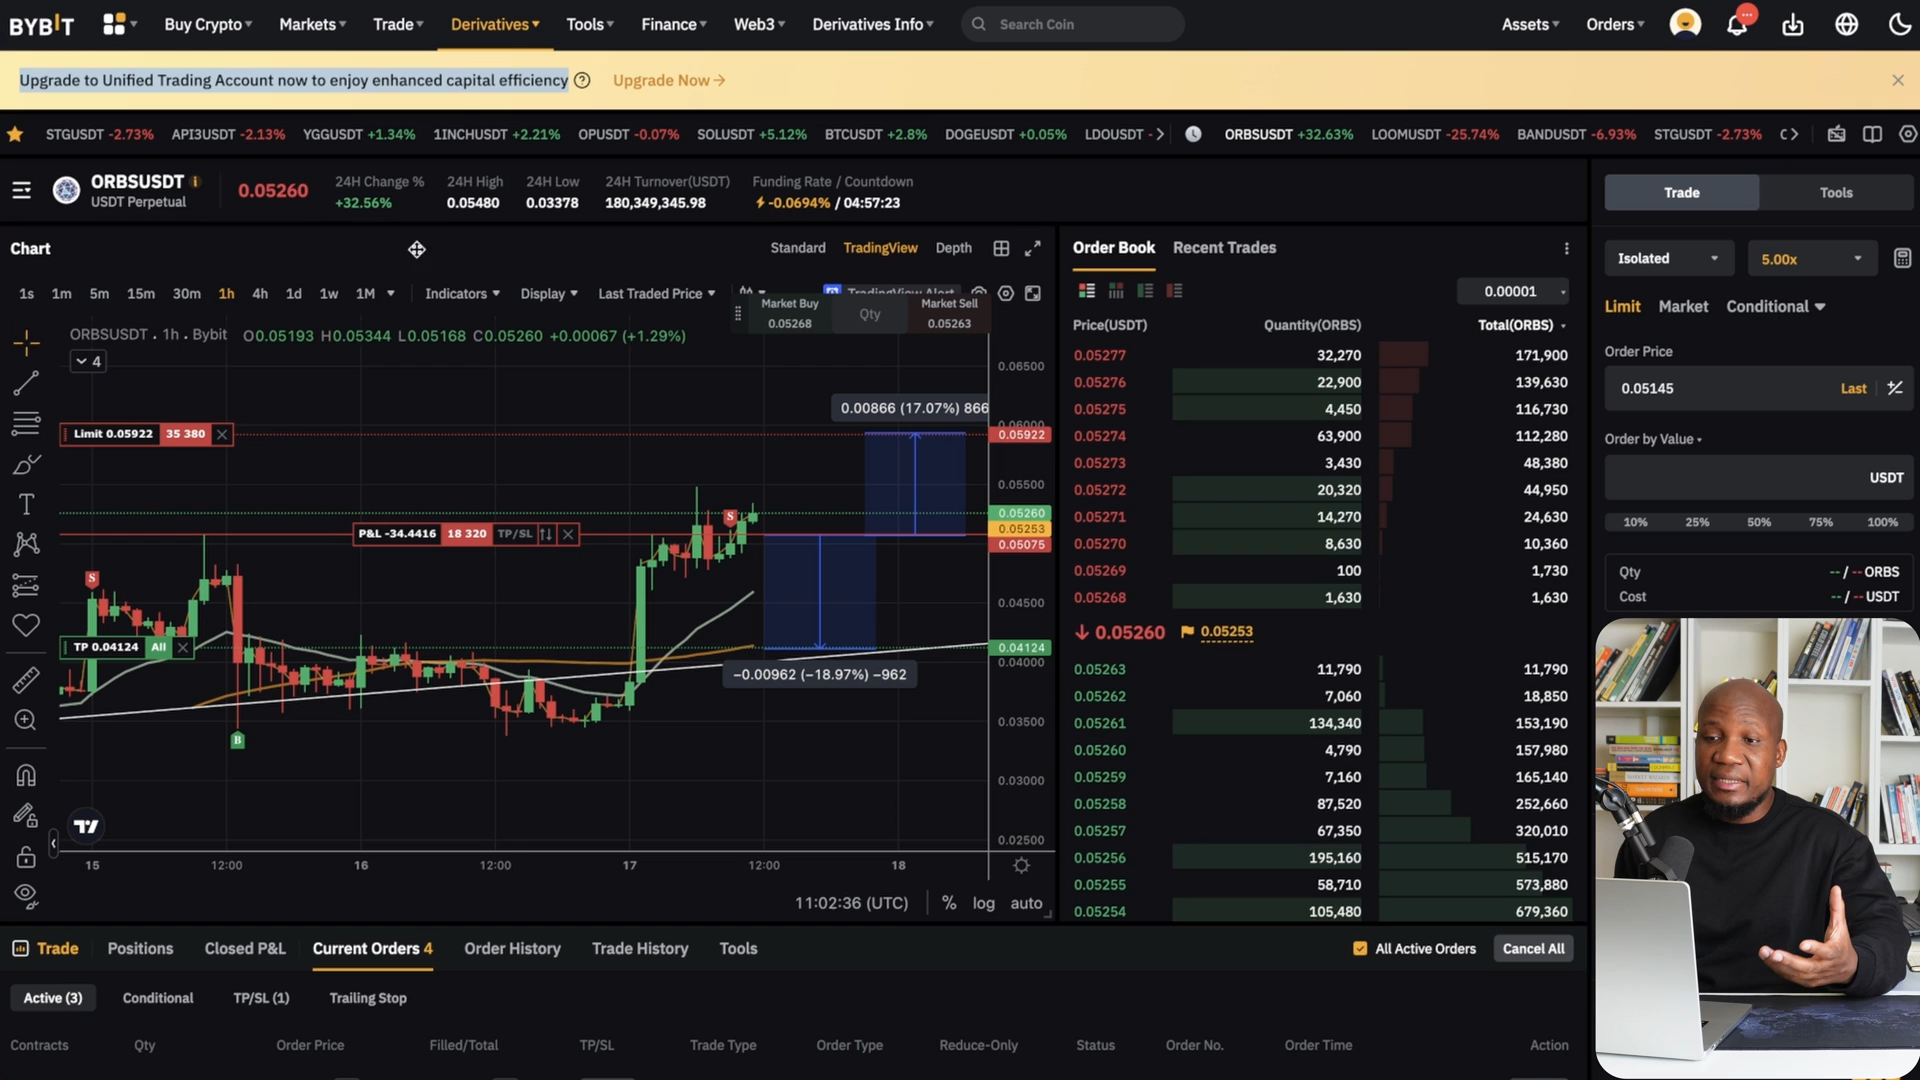 BYBIT
Buy Crypto Markets Trade Derivatives Tools Finance Web3 Derivatives Info Search Coin Assets Orders
Upgrade to Unified Trading Account now to enjoy enhanced capital efficiency ? Upgrade Now →
STGUSDT -2.73% API3USDT -2.13% YGGUSDT +1.34% 1INCHUSDT +2.21% OPUSDT -0.07% SOLUSDT +5.12% BTCUSDT +2.8% DOGEUSDT +0.05% LDOUSDT - ORBSUSDT +32.63% LOOMUSDT -25.74% BANDUSDT -6.93% STGUSDT -2.73%
ORBSUSDT
USDT Perpetual
0.05260
24H Change % 24H High 24H Low 24H Turnover(USDT) Funding Rate / Countdown
+32.56% 0.05480 0.03378 180,349,345.98 -0.0694% / 04:57:23
Chart
Standard TradingView Depth
1s 1m 5m 15m 30m 1h 4h 1d 1w 1M Indicators Display Last Traded Price TradingView Alert
Market Buy Qty Market Sell
0.05268 0.05263
ORBSUSDT . 1h . Bybit O0.05193 H0.05344 L0.05168 C0.05260 +0.00067 (+1.29%)
4
0.06500
0.00866 (17.07%) 866
0.06000
Limit 0.05922 35 380
0.05922
0.05500
S
0.05260
0.05253
P&L -34.4416 18 320 TP/SL
0.05075
S
0.04500
TP 0.04124 All
0.04124
0.04000
−0.00962 (−18.97%) −962
0.03500
B
0.03000
0.02500
15 12:00 16 12:00 17 12:00 18
11:02:36 (UTC) % log auto
Order Book Recent Trades
0.00001
Price(USDT) Quantity(ORBS) Total(ORBS)
0.05277 32,270 171,900
0.05276 22,900 139,630
0.05275 4,450 116,730
0.05274 63,900 112,280
0.05273 3,430 48,380
0.05272 20,320 44,950
0.05271 14,270 24,630
0.05270 8,630 10,360
0.05269 100 1,730
0.05268 1,630 1,630
↓ 0.05260 0.05253
0.05263 11,790 11,790
0.05262 7,060 18,850
0.05261 134,340 153,190
0.05260 4,790 157,980
0.05259 7,160 165,140
0.05258 87,520 252,660
0.05257 67,350 320,010
0.05256 195,160 515,170
0.05255 58,710 573,880
0.05254 105,480 679,360
Trade Tools
Isolated 5.00x
Limit Market Conditional
Order Price
0.05145 Last
Order by Value
USDT
10% 25% 50% 75% 100%
Qty --/--ORBS
Cost --/--USDT
Trade Positions Closed P&L Current Orders 4 Order History Trade History Tools All Active Orders Cancel All
Active (3) Conditional TP/SL (1) Trailing Stop
Contracts Qty Order Price Filled/Total TP/SL Trade Type Order Type Reduce-Only Status Order No. Order Time Action